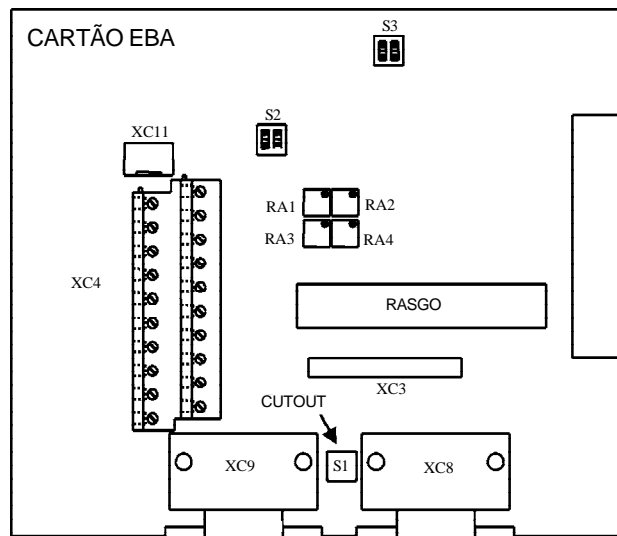 CARTÃO EBA
S3
S2
XC11
RA1
RA2
RA3
RA4
XC4
RASGO
XC3
CUTOUT
XC9
S1
XC8